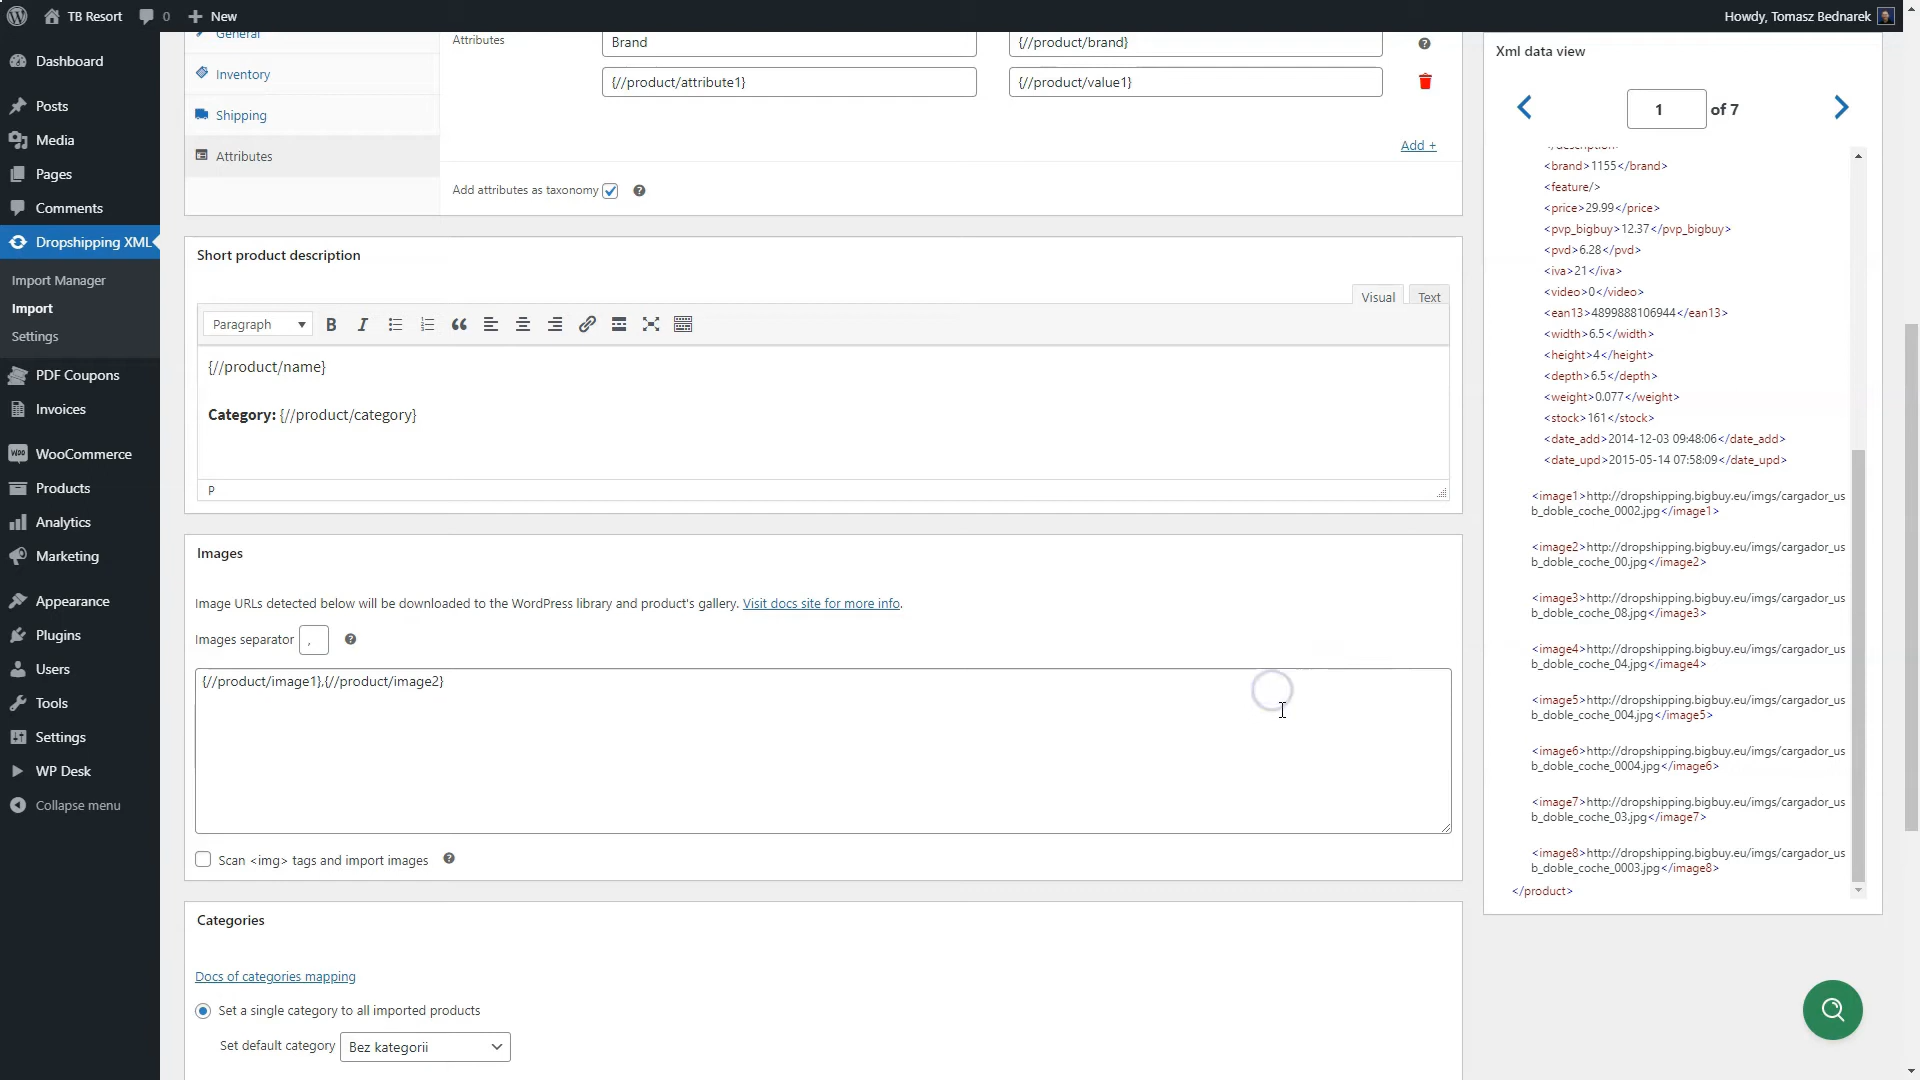 TB Resort
0
New
Howdy, Tomasz Bednarek
Dashboard
Posts
Media
Pages
Comments
Dropshipping XML
Import Manager
Import
Settings
PDF Coupons
Invoices
WooCommerce
Products
Analytics
Marketing
Appearance
Plugins
Users
Tools
Settings
WP Desk
Collapse menu
General
Inventory
Shipping
Attributes
Attributes
Brand
{//product/brand}
{//product/attribute1}
{//product/value1}
Add +
Add attributes as taxonomy
Short product description
Visual
Text
Paragraph
{//product/name}
Category: {//product/category}
P
Images
Image URLs detected below will be downloaded to the WordPress library and product's gallery. Visit docs site for more info.
Images separator ,
{//product/image1},{//product/image2}
Scan <img> tags and import images
Categories
Docs of categories mapping
Set a single category to all imported products
Set default category
Bez kategorii
Xml data view
1 of 7
</description>
<brand>1155</brand>
<feature/>
<price>29.99</price>
<pvp_bigbuy>12.37</pvp_bigbuy>
<pvd>6.28</pvd>
<iva>21</iva>
<video>0</video>
<ean13>4899888106944</ean13>
<width>6.5</width>
<height>4</height>
<depth>6.5</depth>
<weight>0.077</weight>
<stock>161</stock>
<date_add>2014-12-03 09:48:06</date_add>
<date_upd>2015-05-14 07:58:09</date_upd>
<image1>http://dropshipping.bigbuy.eu/imgs/cargador_us
b_doble_coche_0002.jpg</image1>
<image2>http://dropshipping.bigbuy.eu/imgs/cargador_us
b_doble_coche_00.jpg</image2>
<image3>http://dropshipping.bigbuy.eu/imgs/cargador_us
b_doble_coche_08.jpg</image3>
<image4>http://dropshipping.bigbuy.eu/imgs/cargador_us
b_doble_coche_04.jpg</image4>
<image5>http://dropshipping.bigbuy.eu/imgs/cargador_us
b_doble_coche_004.jpg</image5>
<image6>http://dropshipping.bigbuy.eu/imgs/cargador_us
b_doble_coche_0004.jpg</image6>
<image7>http://dropshipping.bigbuy.eu/imgs/cargador_us
b_doble_coche_03.jpg</image7>
<image8>http://dropshipping.bigbuy.eu/imgs/cargador_us
b_doble_coche_0003.jpg</image8>
</product>